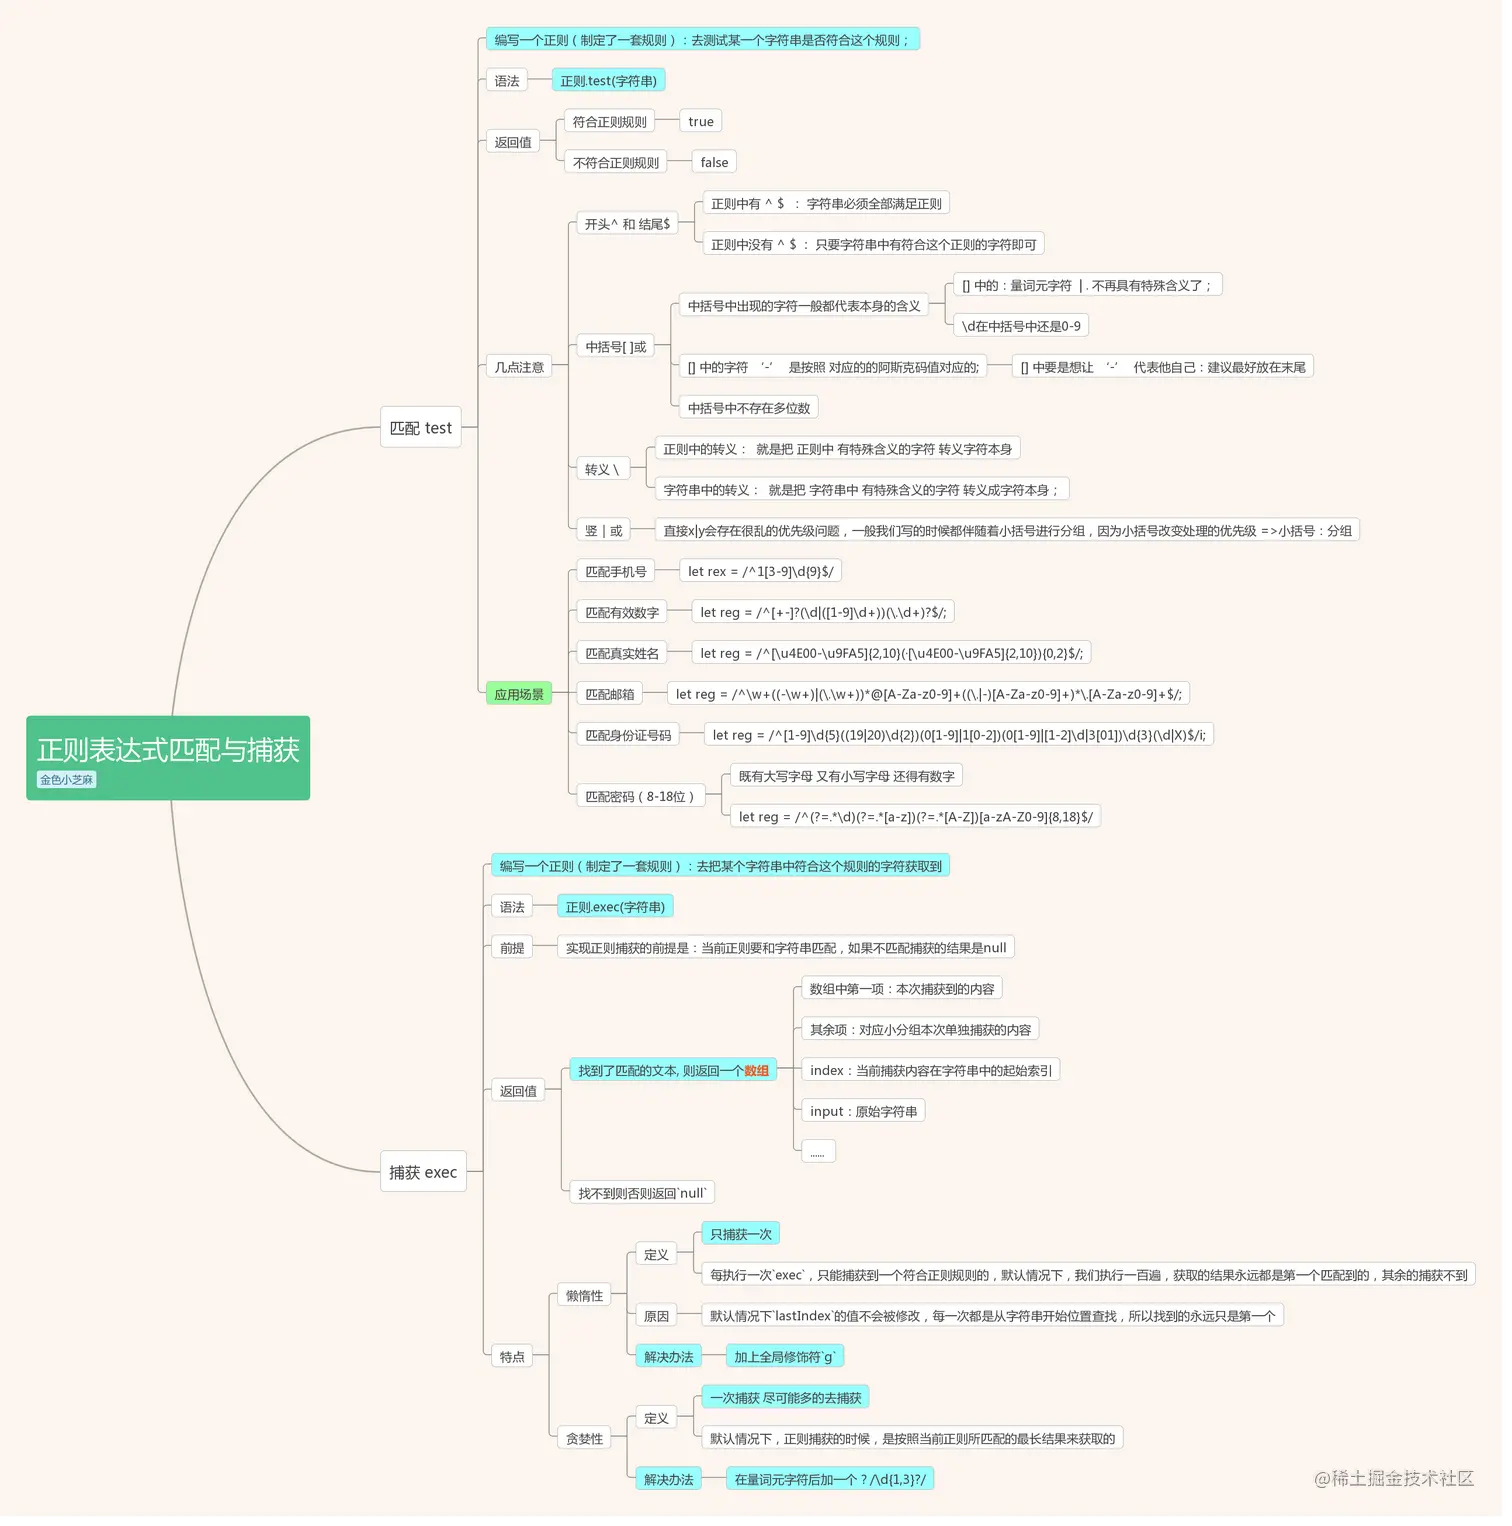 正则表达式匹配与捕获
金色小芝麻
匹配 test
编写一个正则（制定了一套规则）：去测试某一个字符串是否符合这个规则；
语法
正则.test(字符串)
返回值
符合正则规则
true
不符合正则规则
false
几点注意
开头^ 和 结尾$
正则中有 ^ $ ： 字符串必须全部满足正则
正则中没有 ^ $ ： 只要字符串中有符合这个正则的字符即可
中括号[ ]或
中括号中出现的字符一般都代表本身的含义
[] 中的：量词元字符 | . 不再具有特殊含义了；
\d在中括号中还是0-9
[] 中的字符 ‘-’ 是按照 对应的的阿斯克码值对应的;
[] 中要是想让 ‘-’ 代表他自己：建议最好放在末尾
中括号中不存在多位数
转义 \
正则中的转义： 就是把 正则中 有特殊含义的字符 转义字符本身
字符串中的转义： 就是把 字符串中 有特殊含义的字符 转义成字符本身；
竖 | 或
直接x|y会存在很乱的优先级问题，一般我们写的时候都伴随着小括号进行分组，因为小括号改变处理的优先级 =>小括号：分组
应用场景
匹配手机号
let rex = /^1[3-9]\d{9}$/
匹配有效数字
let reg = /^[+-]?(\d|([1-9]\d+))(\.\d+)?$/;
匹配真实姓名
let reg = /^[\u4E00-\u9FA5]{2,10}(·[\u4E00-\u9FA5]{2,10}){0,2}$/;
匹配邮箱
let reg = /^\w+((-\w+)|(\.\w+))*@[A-Za-z0-9]+((\.|-)[A-Za-z0-9]+)*\.[A-Za-z0-9]+$/;
匹配身份证号码
let reg = /^[1-9]\d{5}((19|20)\d{2})(0[1-9]|1[0-2])(0[1-9]|[1-2]\d|3[01])\d{3}(\d|X)$/i;
匹配密码（8-18位）
既有大写字母 又有小写字母 还得有数字
let reg = /^(?=.*\d)(?=.*[a-z])(?=.*[A-Z])[a-zA-Z0-9]{8,18}$/
捕获 exec
编写一个正则（制定了一套规则）：去把某个字符串中符合这个规则的字符获取到
语法
正则.exec(字符串)
前提
实现正则捕获的前提是：当前正则要和字符串匹配，如果不匹配捕获的结果是null
返回值
找到了匹配的文本, 则返回一个数组
数组中第一项：本次捕获到的内容
其余项：对应小分组本次单独捕获的内容
index：当前捕获内容在字符串中的起始索引
input：原始字符串
......
找不到则否则返回`null`
特点
懒惰性
定义
只捕获一次
每执行一次`exec`，只能捕获到一个符合正则规则的，默认情况下，我们执行一百遍，获取的结果永远都是第一个匹配到的，其余的捕获不到
原因
默认情况下`lastIndex`的值不会被修改，每一次都是从字符串开始位置查找，所以找到的永远只是第一个
解决办法
加上全局修饰符`g`
贪婪性
定义
一次捕获 尽可能多的去捕获
默认情况下，正则捕获的时候，是按照当前正则所匹配的最长结果来获取的
解决办法
在量词元字符后加一个？/\d{1,3}?/
@稀土掘金技术社区